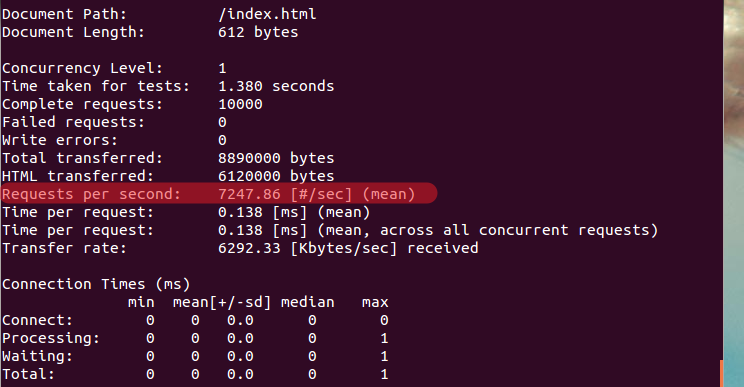 Document Path: /index.html
Document Length: 612 bytes
Concurrency Level: 1
Time taken for tests: 1.380 seconds
Complete requests: 10000
Failed requests: 0
Write errors: 0
Total transferred: 8890000 bytes
HTML transferred: 6120000 bytes
Requests per second: 7247.86 [#/sec] (mean)
Time per request: 0.138 [ms] (mean)
Time per request: 0.138 [ms] (mean, across all concurrent requests)
Transfer rate: 6292.33 [Kbytes/sec] received
Connection Times (ms)
min mean[+/-sd] median max
Connect: 0 0 0.0 0 0
Processing: 0 0 0.0 0 1
Waiting: 0 0 0.0 0 1
Total: 0 0 0.0 0 1